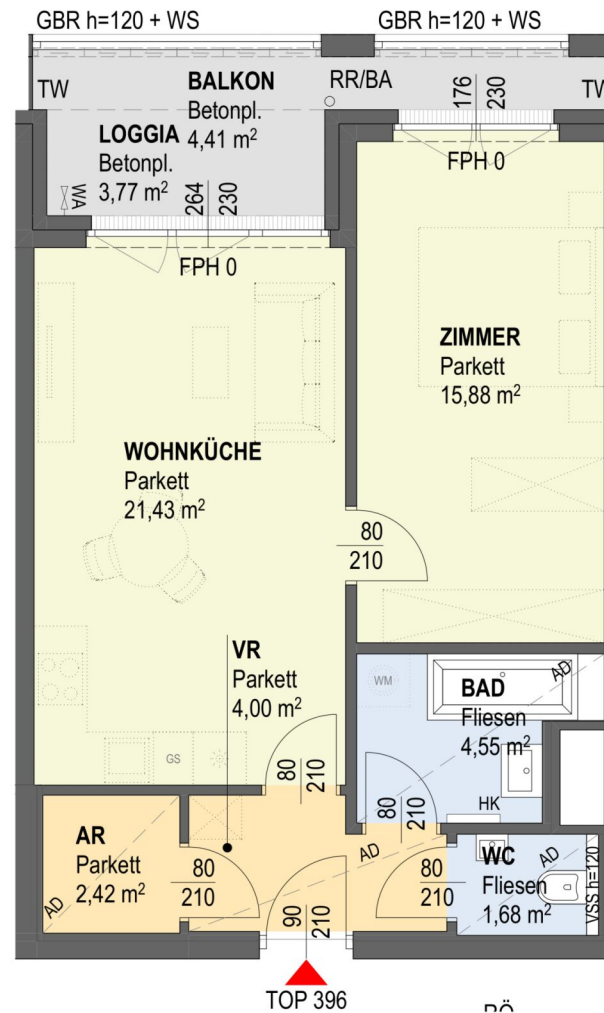 GBR h=120 + WS
GBR h=120 + WS
TW
BALKON
Betonpl.
4,41 m²
RR/BA
176
230
TW
LOGGIA
Betonpl.
3,77 m²
WA
264
230
FPH 0
FPH 0
ZIMMER
Parkett
15,88 m²
WOHNKÜCHE
Parkett
21,43 m²
80
210
VR
Parkett
4,00 m²
WM
BAD
Fliesen
4,55 m²
AD
GS
80
210
80
210
HK
AR
Parkett
2,42 m²
AD
80
210
AD
90
210
80
210
WC
Fliesen
1,68 m²
AD
VSS h=120
TOP 396